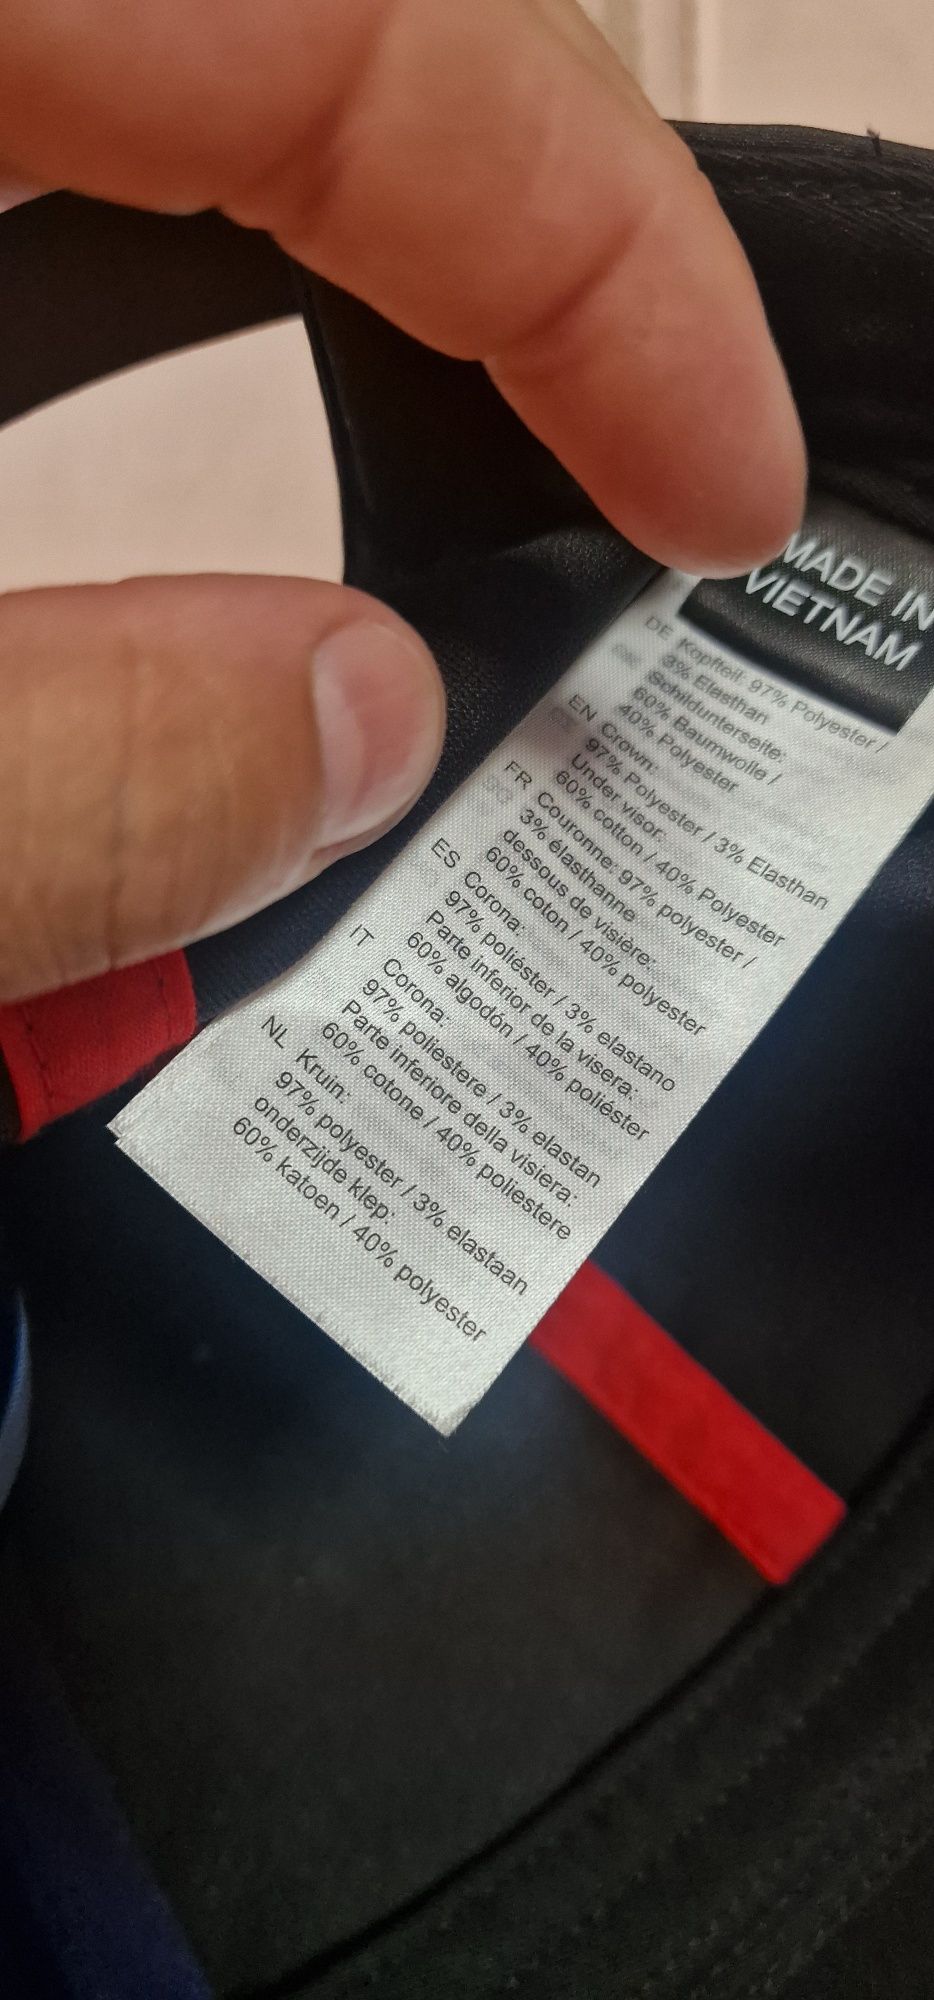 MADE IN
VIETNAM
DE Kopfteil: 97% Polyester /
3% Elasthan
Schildunterseite:
60% Baumwolle /
40% Polyester
EN Crown:
97% Polyester / 3% Elasthan
Under visor:
60% cotton / 40% Polyester
FR Couronne: 97% polyester /
3% élasthanne
dessous de visière:
60% coton / 40% polyester
ES Corona:
97% poliéster / 3% elastano
Parte inferior de la visera:
60% algodón / 40% poliéster
IT Corona:
97% poliestere / 3% elastan
Parte inferiore della visiera:
60% cotone / 40% poliestere
NL Kruin:
97% polyester / 3% elastaan
onderzijde klep:
60% katoen / 40% polyester